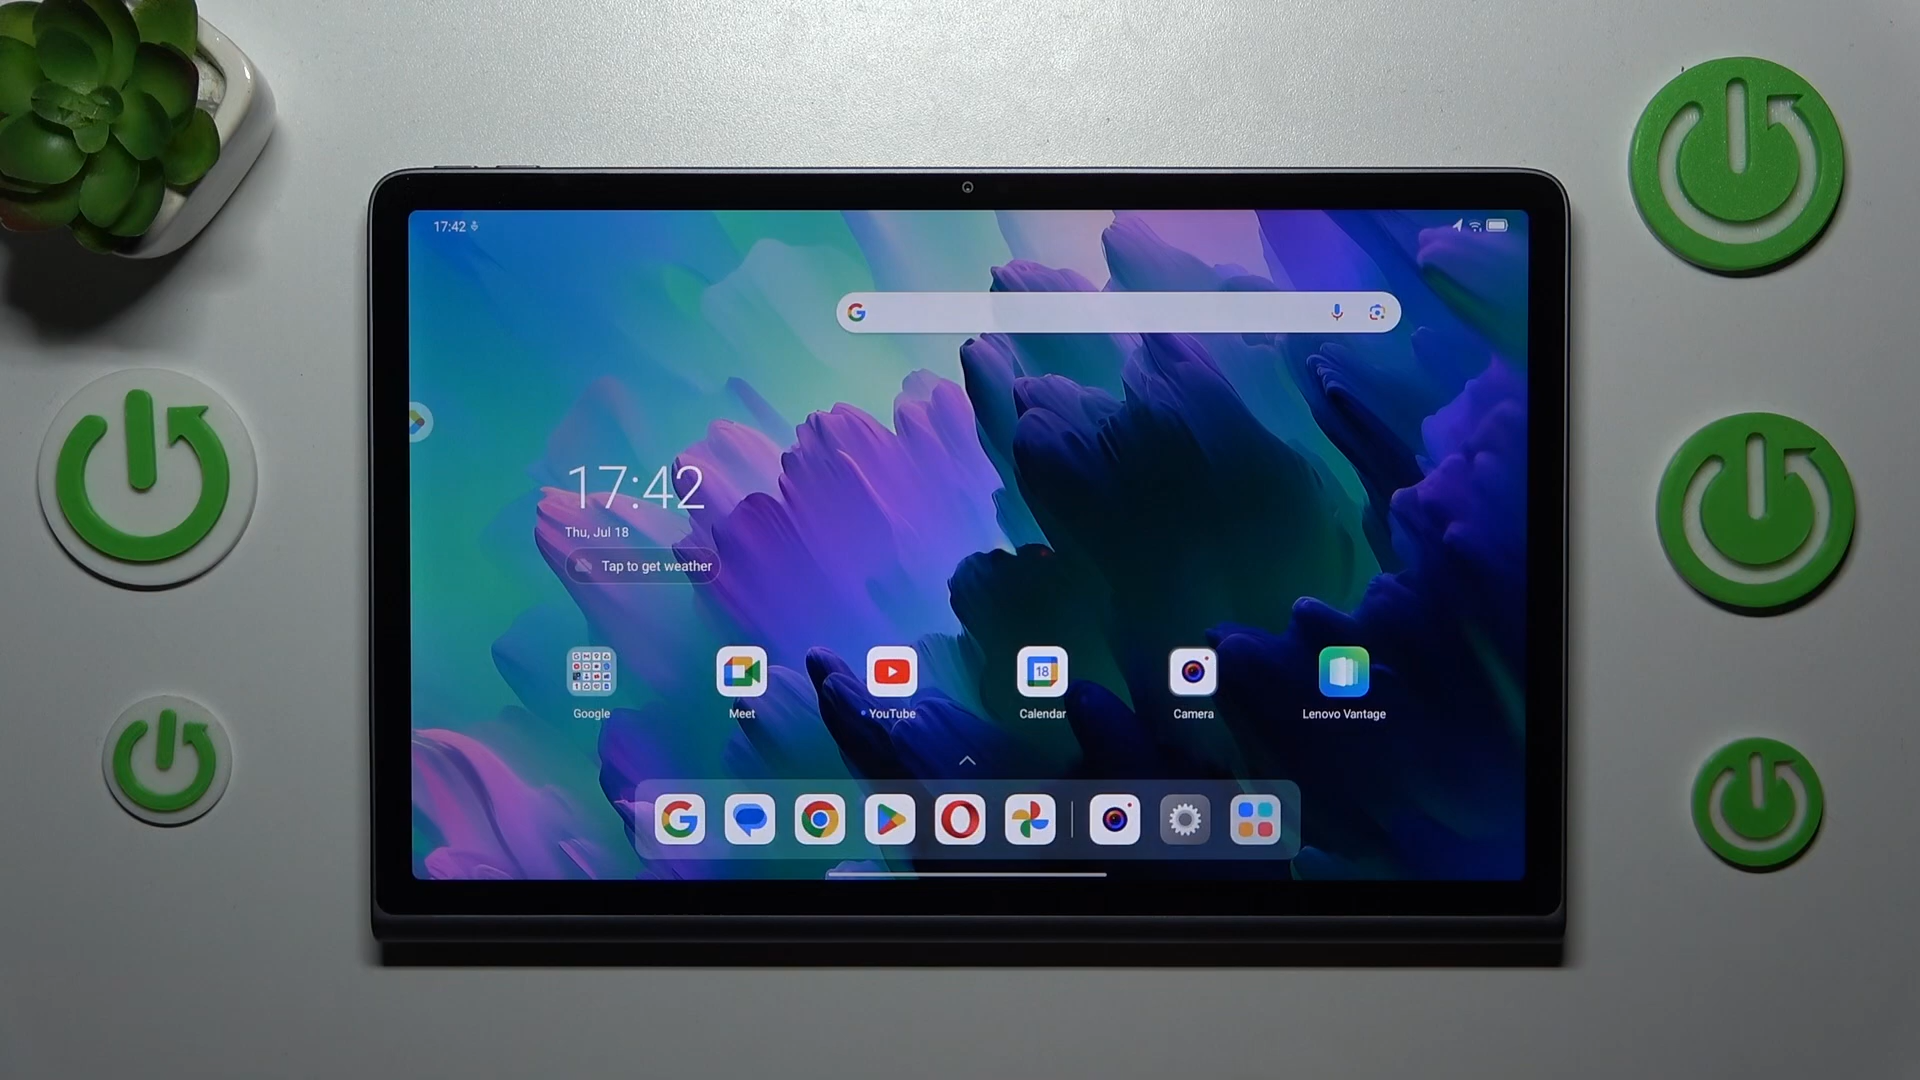 17:42
17:42
Thu, Jul 18
Tap to get weather
18
Google
Meet
YouTube
Calendar
Camera
Lenovo Vantage